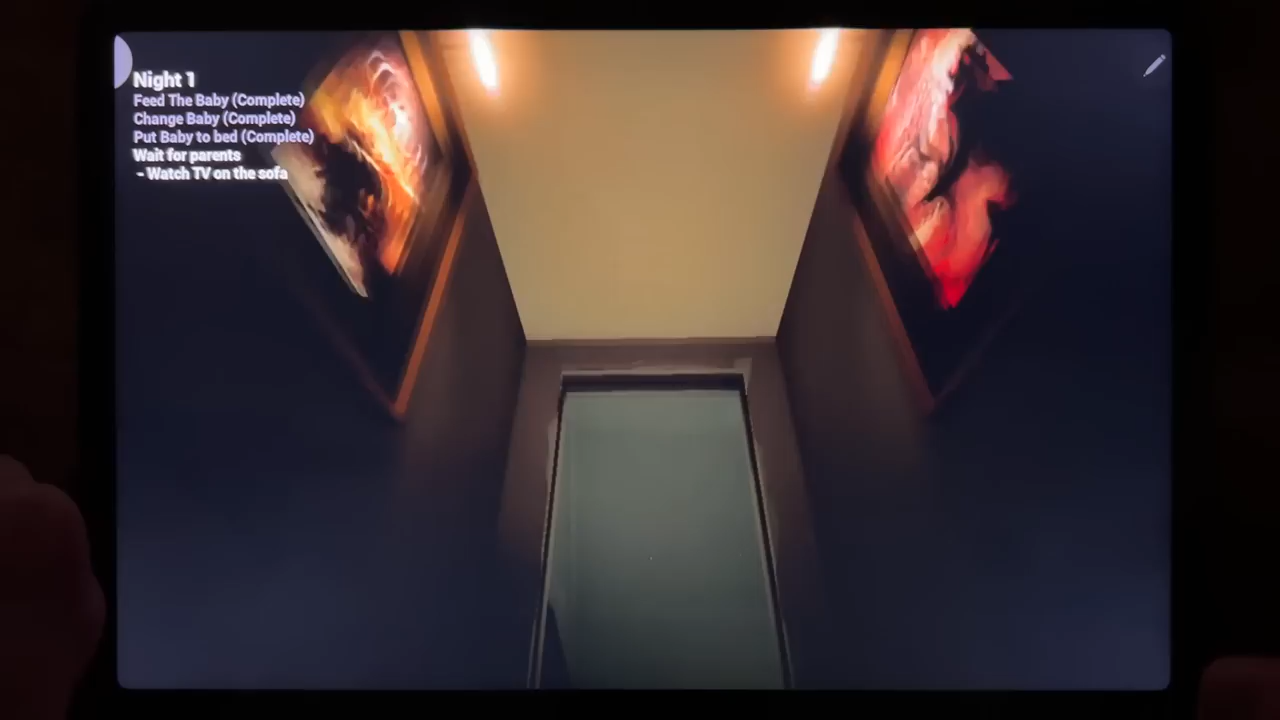 Night 1
Feed The Baby (Complete)
Change Baby (Complete)
Put Baby to bed (Complete)
Wait for parents
- Watch TV on the sofa